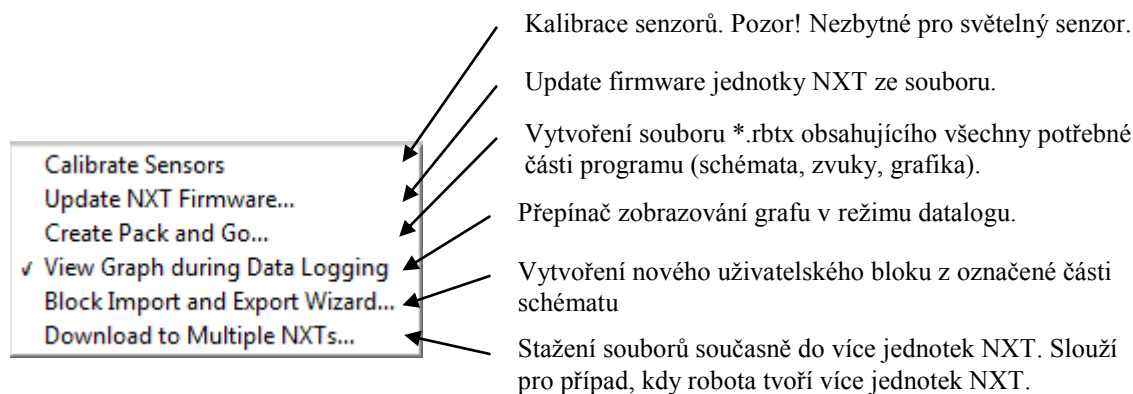 Kalibrace senzorů. Pozor! Nezbytné pro světelný senzor.
Update firmware jednotky NXT ze souboru.
Vytvoření souboru *.rbtx obsahujícího všechny potřebné
části programu (schémata, zvuky, grafika).
Přepínač zobrazování grafu v režimu datalogu.
Vytvoření nového uživatelského bloku z označené části
schématu
Stažení souborů současně do více jednotek NXT. Slouží
pro případ, kdy robota tvoří více jednotek NXT.
Calibrate Sensors
Update NXT Firmware...
Create Pack and Go...
✓ View Graph during Data Logging
Block Import and Export Wizard...
Download to Multiple NXTs...